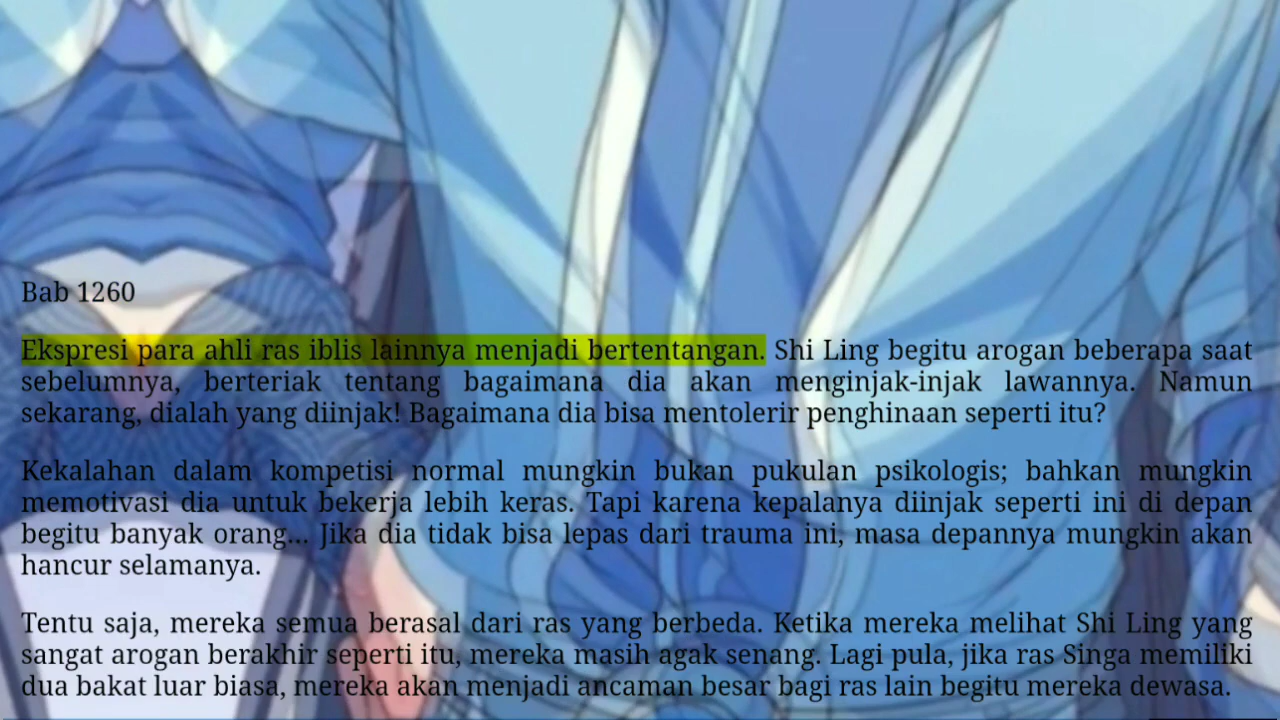 Bab 1260
Ekspresi para ahli ras iblis lainnya menjadi bertentangan. Shi Ling begitu arogan beberapa saat
sebelumnya, berteriak tentang bagaimana dia akan menginjak-injak lawannya. Namun
sekarang, dialah yang diinjak! Bagaimana dia bisa mentolerir penghinaan seperti itu?
Kekalahan dalam kompetisi normal mungkin bukan pukulan psikologis; bahkan mungkin
memotivasi dia untuk bekerja lebih keras. Tapi karena kepalanya diinjak seperti ini di depan
begitu banyak orang... Jika dia tidak bisa lepas dari trauma ini, masa depannya mungkin akan
hancur selamanya.
Tentu saja, mereka semua berasal dari ras yang berbeda. Ketika mereka melihat Shi Ling yang
sangat arogan berakhir seperti itu, mereka masih agak senang. Lagi pula, jika ras Singa memiliki
dua bakat luar biasa, mereka akan menjadi ancaman besar bagi ras lain begitu mereka dewasa.